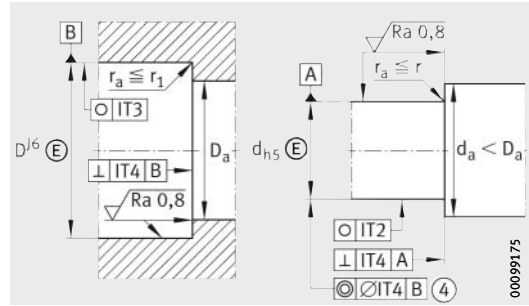 B
r_a ≦ r_1
○ IT3
D^J6 Ⓔ
D_a
⊥ IT4 B
Ra 0,8
Ra 0,8
r_a ≦ r
A
d_h5 Ⓔ
d_a < D_a
○ IT2
⊥ IT4 A
◎ ∅IT4 B ④
00099175